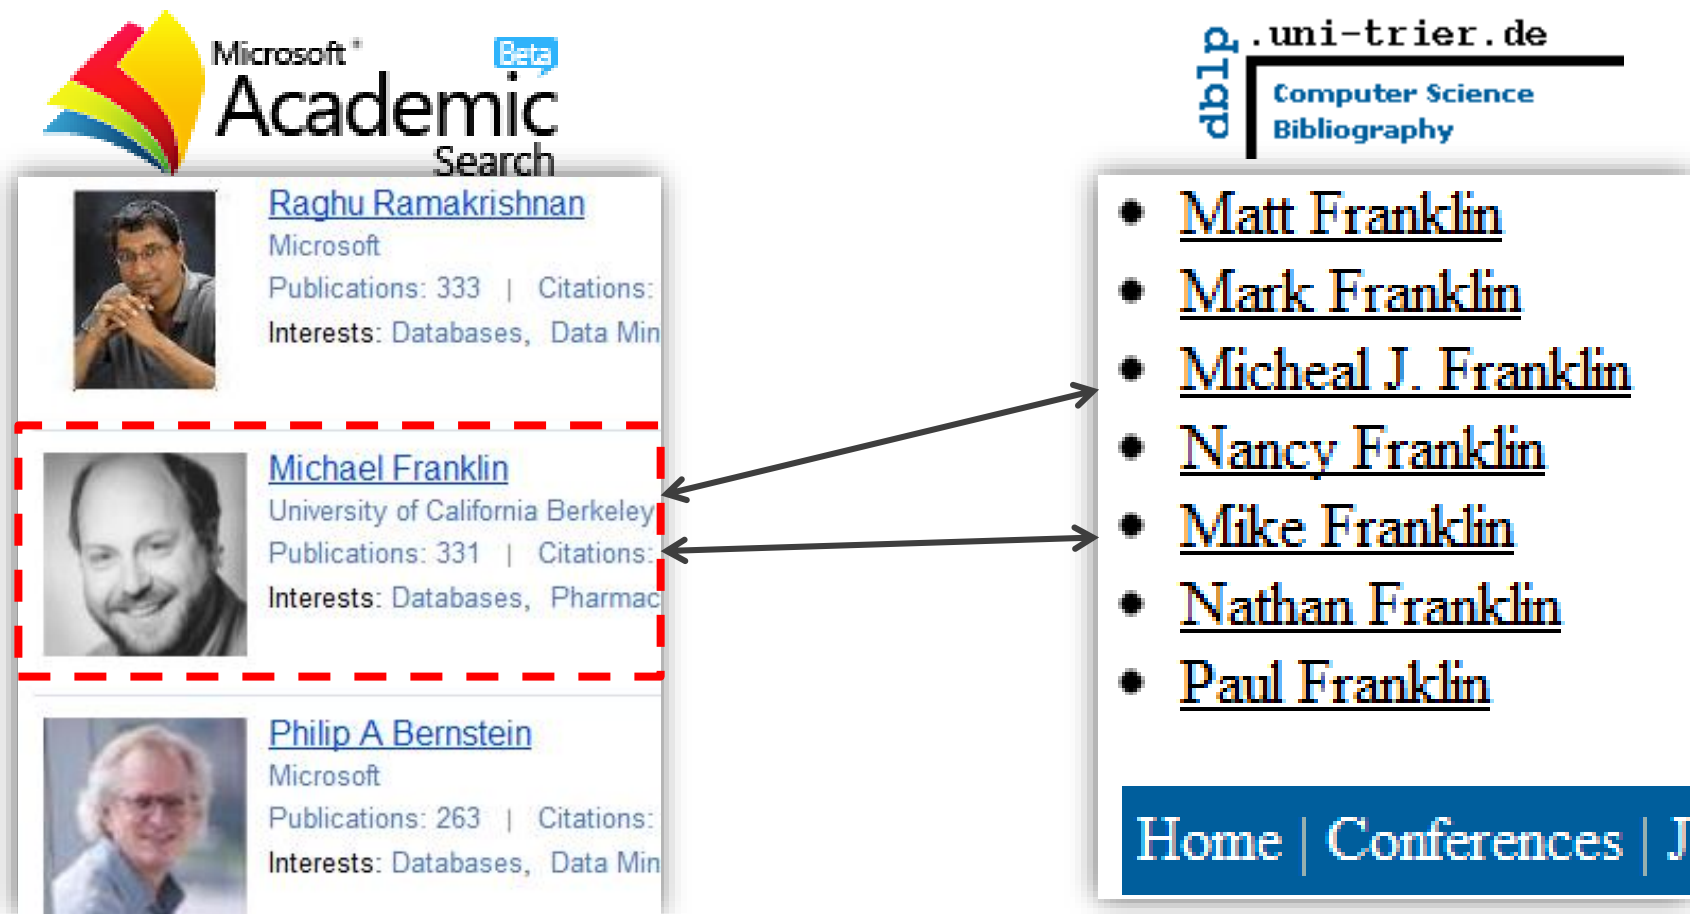 Microsoft® Beta
Academic
Search
Raghu Ramakrishnan
Microsoft
Publications: 333 | Citations:
Interests: Databases, Data Min
Michael Franklin
University of California Berkeley
Publications: 331 | Citations:
Interests: Databases, Pharmac
Philip A Bernstein
Microsoft
Publications: 263 | Citations:
Interests: Databases, Data Min
dblp
.uni-trier.de
Computer Science
Bibliography
• Matt Franklin
• Mark Franklin
• Micheal J. Franklin
• Nancy Franklin
• Mike Franklin
• Nathan Franklin
• Paul Franklin
Home | Conferences | J